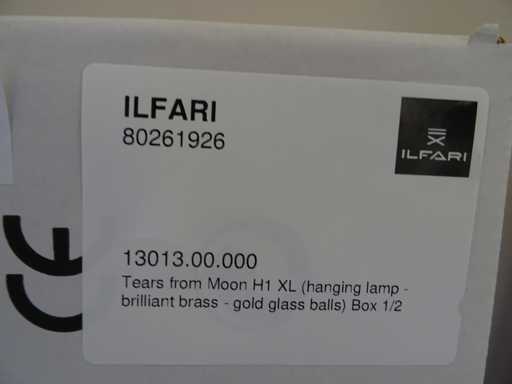 ILFARI
80261926
ILFARI
13013.00.000
Tears from Moon H1 XL (hanging lamp -
brilliant brass - gold glass balls) Box 1/2
CE